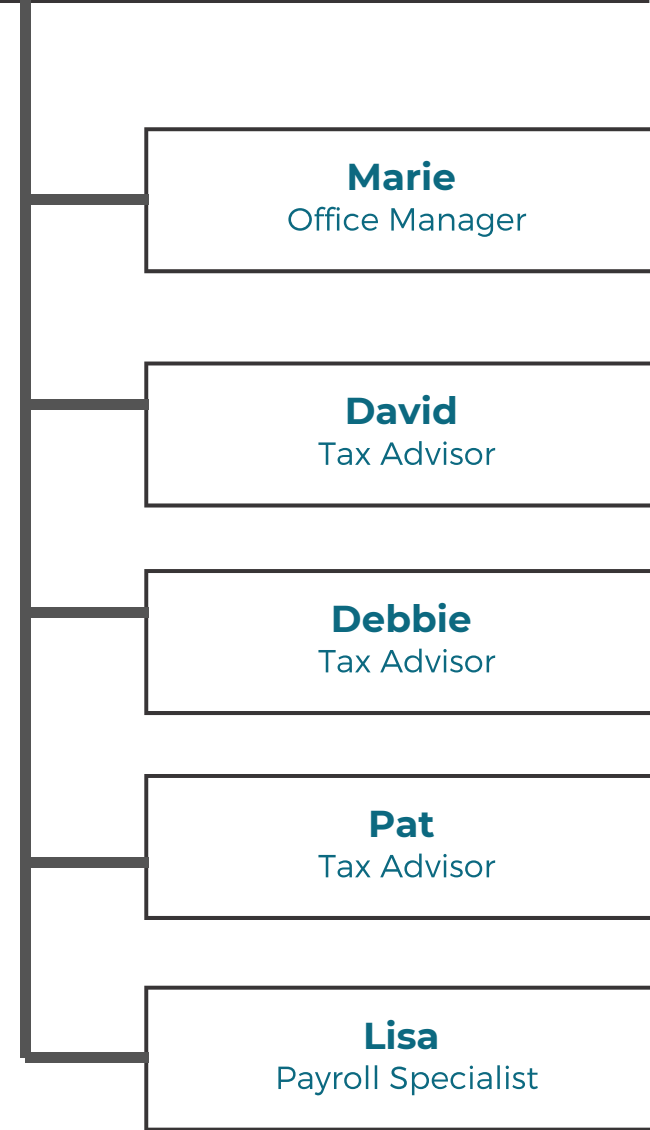 Marie
Office Manager
David
Tax Advisor
Debbie
Tax Advisor
Pat
Tax Advisor
Lisa
Payroll Specialist